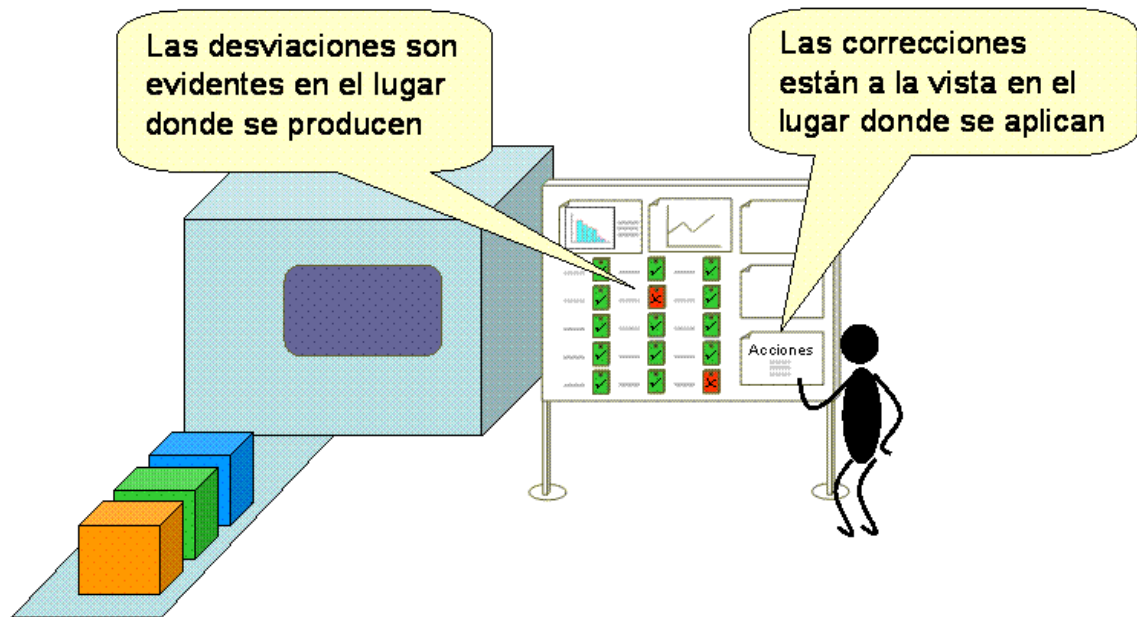 Las desviaciones son
evidentes en el lugar
donde se producen
Las correcciones
están a la vista en el
lugar donde se aplican
Acciones